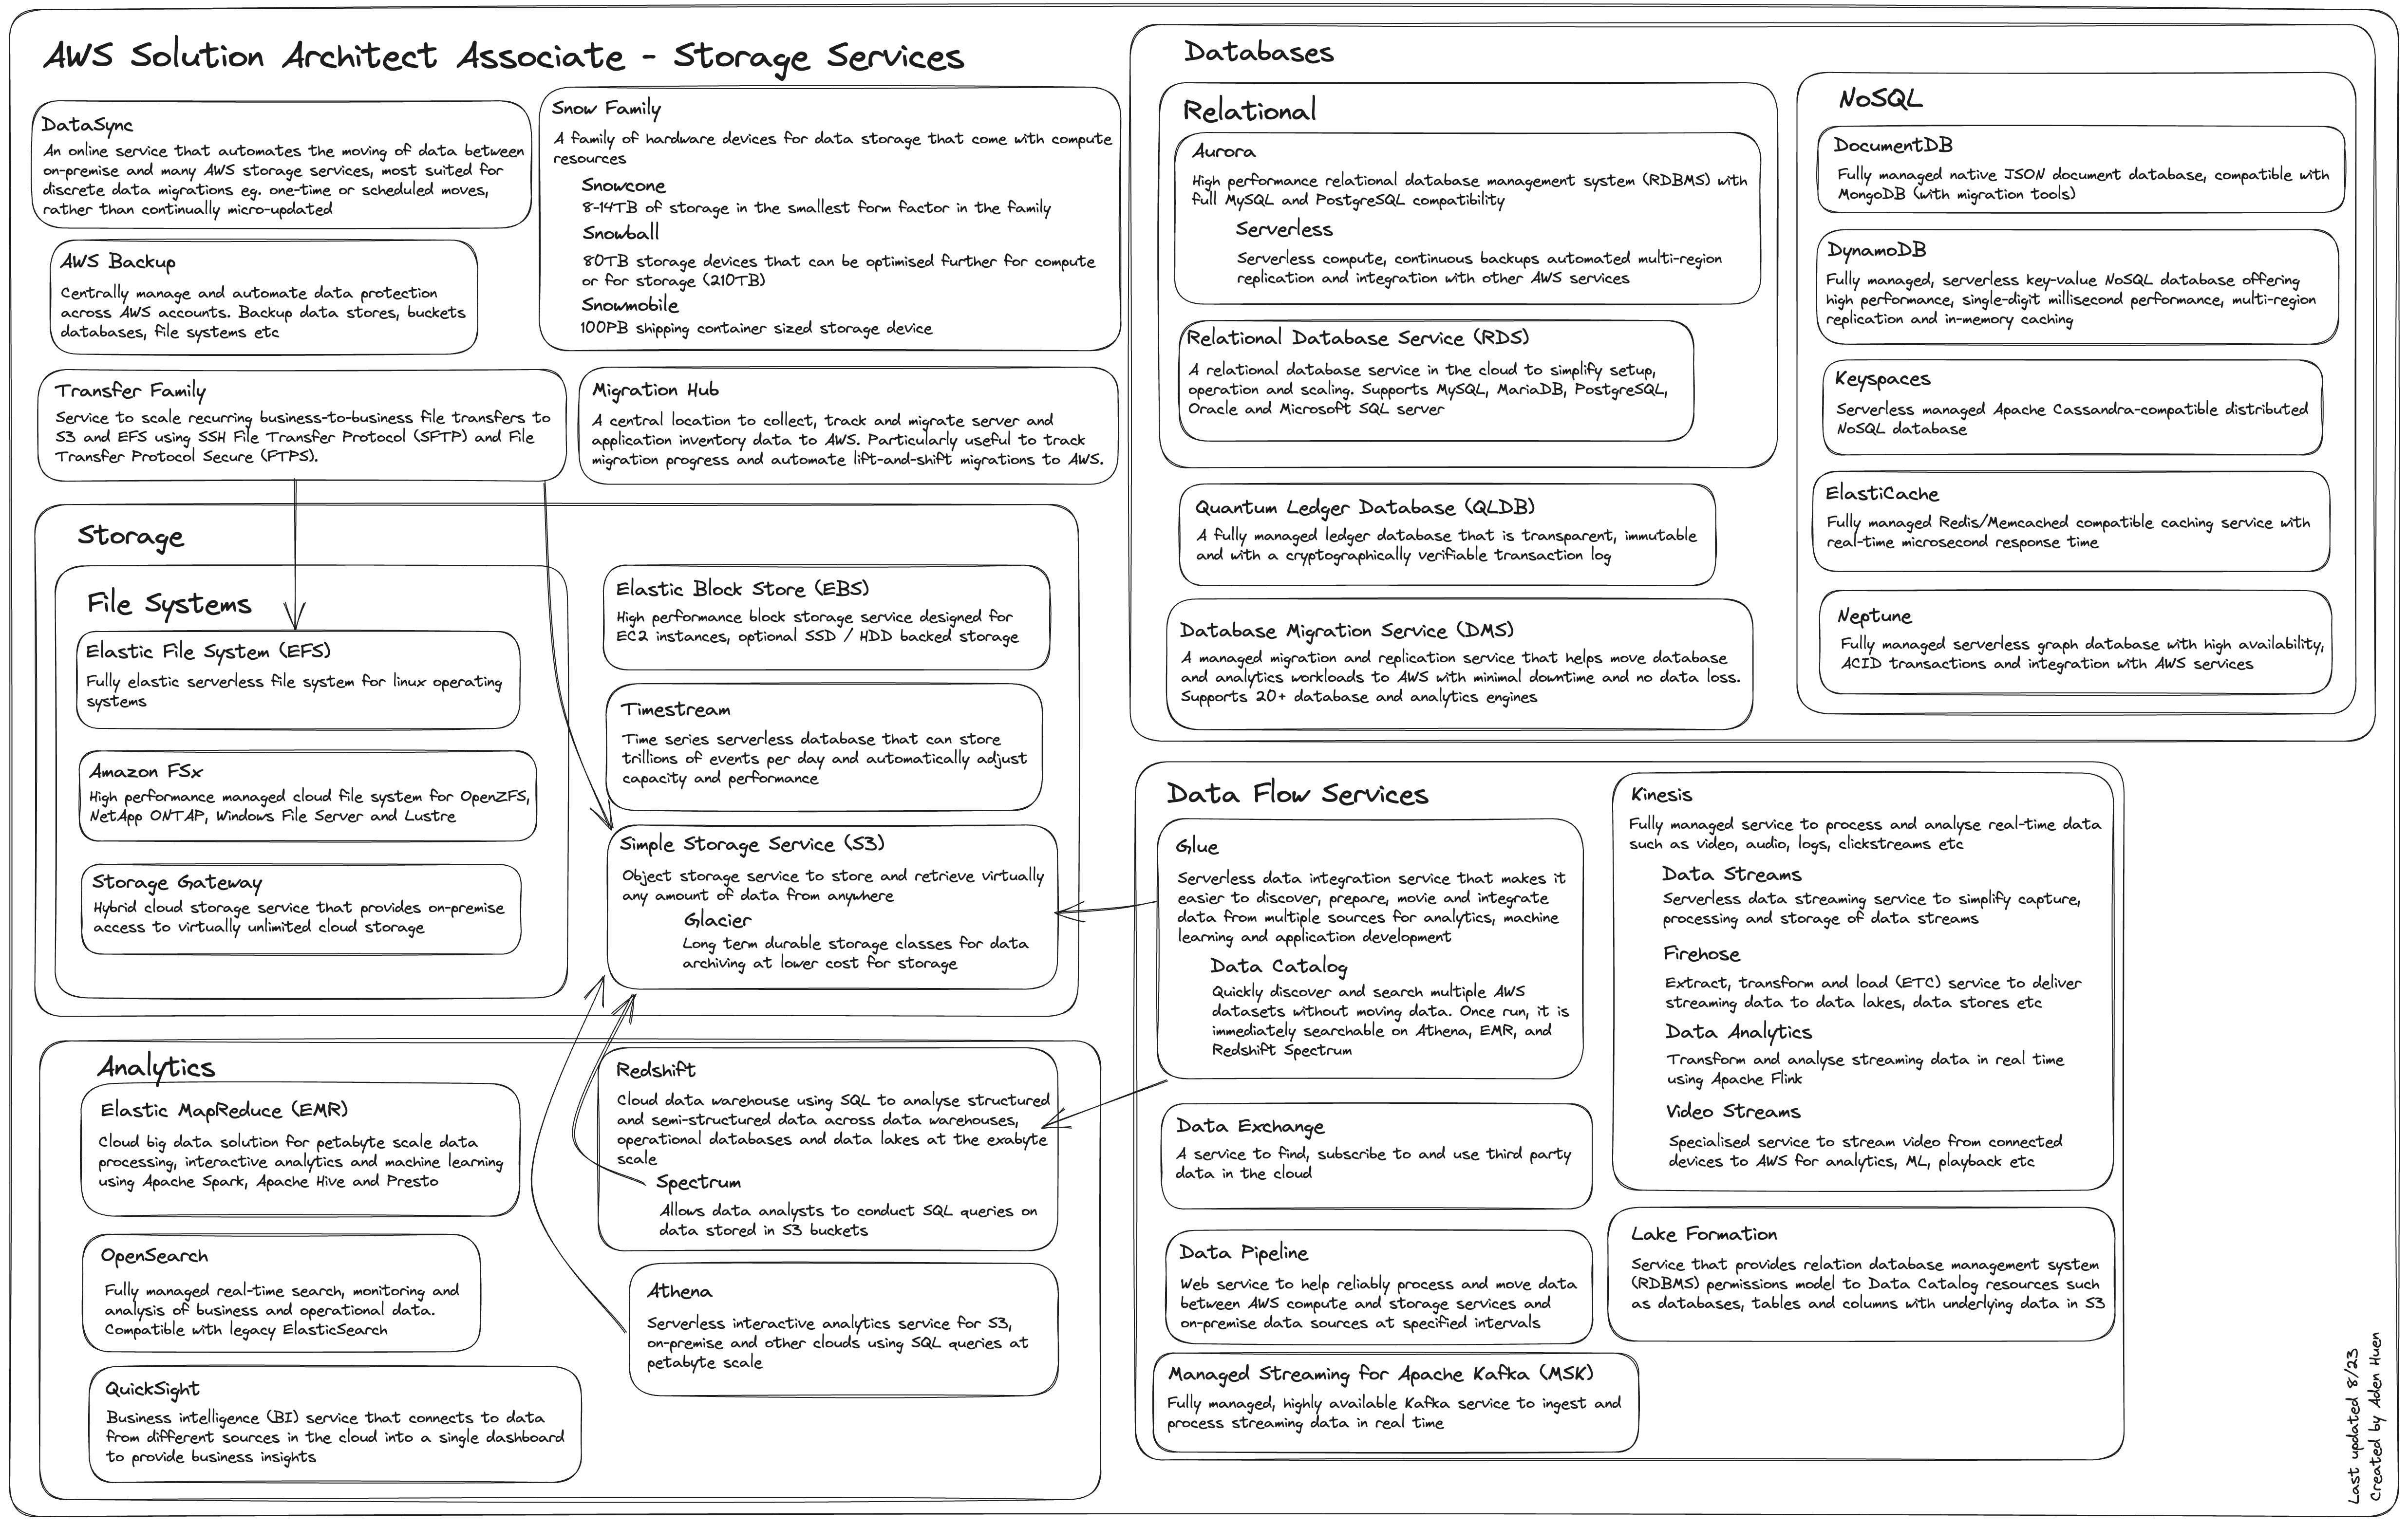 AWS Solution Architect Associate - Storage Services
DataSync
An online service that automates the moving of data between
on-premise and many AWS storage services, most suited for
discrete data migrations eg. one-time or scheduled moves,
rather than continually micro-updated
AWS Backup
Centrally manage and automate data protection
across AWS accounts. Backup data stores, buckets
databases, file systems etc
Snow Family
A family of hardware devices for data storage that come with compute
resources
Snowcone
8-14TB of storage in the smallest form factor in the family
Snowball
80TB storage devices that can be optimised further for compute
or for storage (210TB)
Snowmobile
100PB shipping container sized storage device
Transfer Family
Service to scale recurring business-to-business file transfers to
S3 and EFS using SSH File Transfer Protocol (SFTP) and File
Transfer Protocol Secure (FTPS).
Migration Hub
A central location to collect, track and migrate server and
application inventory data to AWS. Particularly useful to track
migration progress and automate lift-and-shift migrations to AWS.
Storage
File Systems
Elastic File System (EFS)
Fully elastic serverless file system for linux operating
systems
Amazon FSx
High performance managed cloud file system for OpenZFS,
NetApp ONTAP, Windows File Server and Lustre
Storage Gateway
Hybrid cloud storage service that provides on-premise
access to virtually unlimited cloud storage
Elastic Block Store (EBS)
High performance block storage service designed for
EC2 instances, optional SSD / HDD backed storage
Timestream
Time series serverless database that can store
trillions of events per day and automatically adjust
capacity and performance
Simple Storage Service (S3)
Object storage service to store and retrieve virtually
any amount of data from anywhere
Glacier
Long term durable storage classes for data
archiving at lower cost for storage
Analytics
Elastic MapReduce (EMR)
Cloud big data solution for petabyte scale data
processing, interactive analytics and machine learning
using Apache Spark, Apache Hive and Presto
OpenSearch
Fully managed real-time search, monitoring and
analysis of business and operational data.
Compatible with legacy ElasticSearch
QuickSight
Business intelligence (BI) service that connects to data
from different sources in the cloud into a single dashboard
to provide business insights
Redshift
Cloud data warehouse using SQL to analyse structured
and semi-structured data across data warehouses,
operational databases and data lakes at the exabyte
scale
Spectrum
Allows data analysts to conduct SQL queries on
data stored in S3 buckets
Athena
Serverless interactive analytics service for S3,
on-premise and other clouds using SQL queries at
petabyte scale
Databases
Relational
Aurora
High performance relational database management system (RDBMS) with
full MySQL and PostgreSQL compatibility
Serverless
Serverless compute, continuous backups automated multi-region
replication and integration with other AWS services
Relational Database Service (RDS)
A relational database service in the cloud to simplify setup,
operation and scaling. Supports MySQL, MariaDB, PostgreSQL,
Oracle and Microsoft SQL server
Quantum Ledger Database (QLDB)
A fully managed ledger database that is transparent, immutable
and with a cryptographically verifiable transaction log
Database Migration Service (DMS)
A managed migration and replication service that helps move database
and analytics workloads to AWS with minimal downtime and no data loss.
Supports 20+ database and analytics engines
NoSQL
DocumentDB
Fully managed native JSON document database, compatible with
MongoDB (with migration tools)
DynamoDB
Fully managed, serverless key-value NoSQL database offering
high performance, single-digit millisecond performance, multi-region
replication and in-memory caching
Keyspaces
Serverless managed Apache Cassandra-compatible distributed
NoSQL database
ElastiCache
Fully managed Redis/Memcached compatible caching service with
real-time microsecond response time
Neptune
Fully managed serverless graph database with high availability,
ACID transactions and integration with AWS services
Data Flow Services
Glue
Serverless data integration service that makes it
easier to discover, prepare, movie and integrate
data from multiple sources for analytics, machine
learning and application development
Data Catalog
Quickly discover and search multiple AWS
datasets without moving data. Once run, it is
immediately searchable on Athena, EMR, and
Redshift Spectrum
Data Exchange
A service to find, subscribe to and use third party
data in the cloud
Data Pipeline
Web service to help reliably process and move data
between AWS compute and storage services and
on-premise data sources at specified intervals
Managed Streaming for Apache Kafka (MSK)
Fully managed, highly available Kafka service to ingest and
process streaming data in real time
Kinesis
Fully managed service to process and analyse real-time data
such as video, audio, logs, clickstreams etc
Data Streams
Serverless data streaming service to simplify capture,
processing and storage of data streams
Firehose
Extract, transform and load (ETC) service to deliver
streaming data to data lakes, data stores etc
Data Analytics
Transform and analyse streaming data in real time
using Apache Flink
Video Streams
Specialised service to stream video from connected
devices to AWS for analytics, ML, playback etc
Lake Formation
Service that provides relation database management system
(RDBMS) permissions model to Data Catalog resources such
as databases, tables and columns with underlying data in S3
Last updated 8/23
Created by Aden Huen